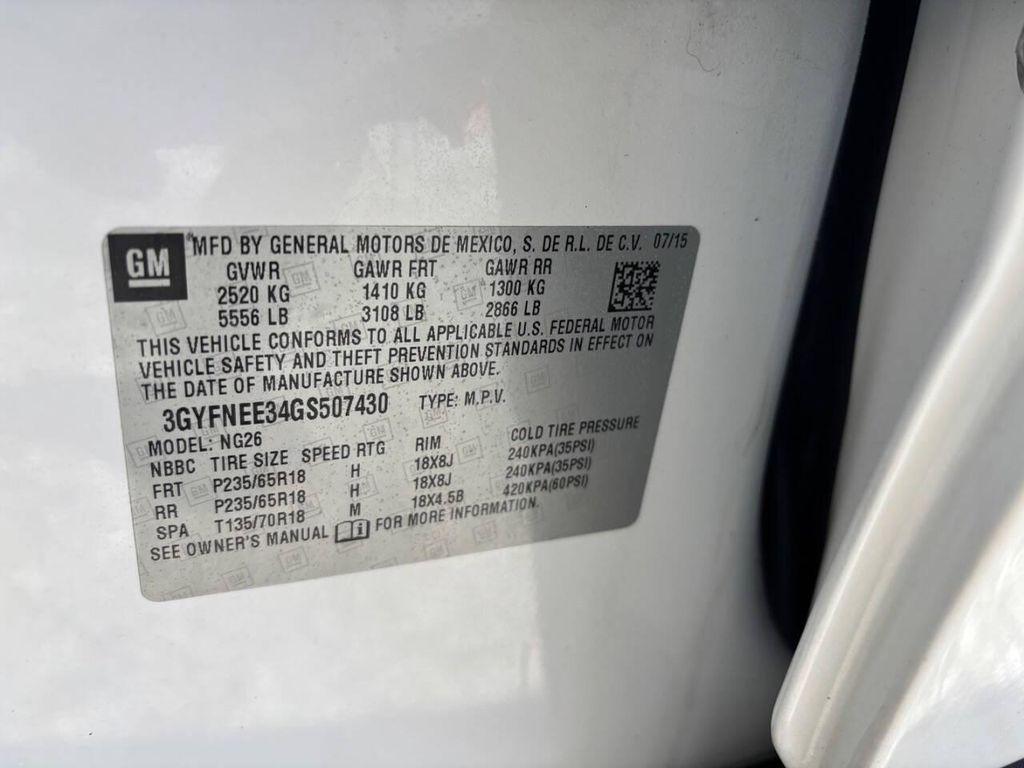 GM
MFD BY GENERAL MOTORS DE MEXICO, S. DE R.L. DE C.V. 07/15
GVWR GAWR FRT GAWR RR
2520 KG 1410 KG 1300 KG
5556 LB 3108 LB 2866 LB
THIS VEHICLE CONFORMS TO ALL APPLICABLE U.S. FEDERAL MOTOR
VEHICLE SAFETY AND THEFT PREVENTION STANDARDS IN EFFECT ON
THE DATE OF MANUFACTURE SHOWN ABOVE.
3GYFNEE34GS507430 TYPE: M.P.V.
MODEL: NG26
NBBC TIRE SIZE SPEED RTG RIM COLD TIRE PRESSURE
FRT P235/65R18 H 18X8J 240KPA(35PSI)
RR P235/65R18 H 18X8J 240KPA(35PSI)
SPA T135/70R18 M 18X4.5B 420KPA(60PSI)
SEE OWNER'S MANUAL FOR MORE INFORMATION.